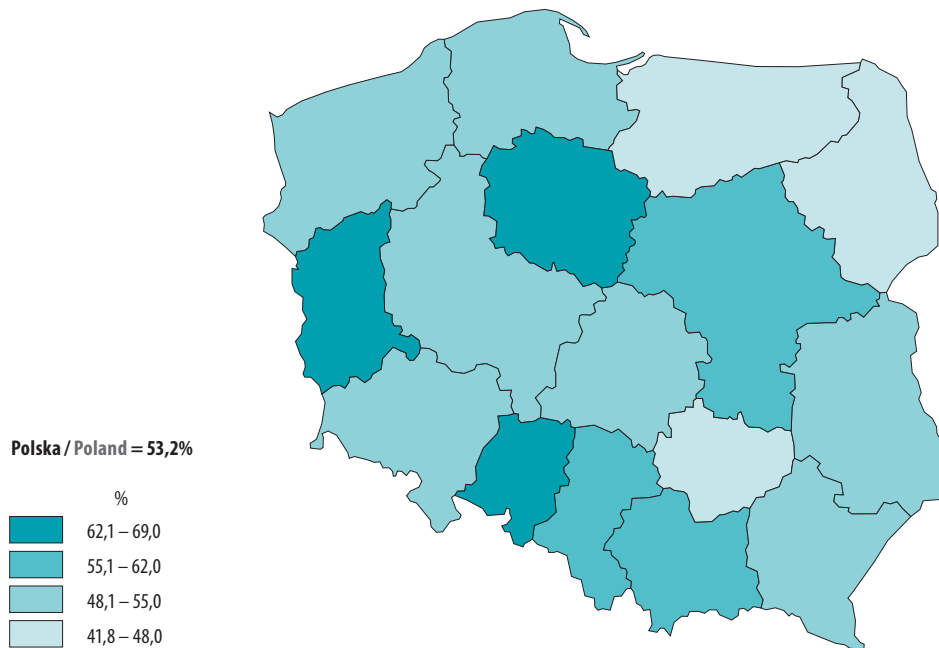 Polska / Poland = 53,2%
%
62,1 – 69,0
55,1 – 62,0
48,1 – 55,0
41,8 – 48,0